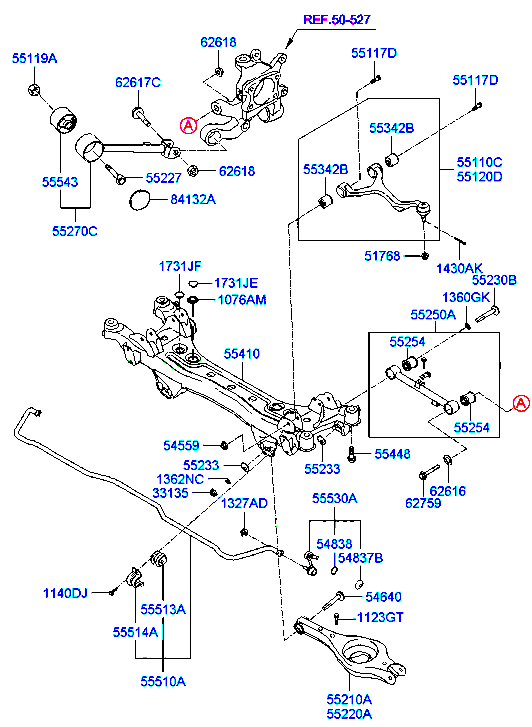 REF.50-527
62618
55119A
55117D
62617C
55117D
A
55342B
55342B
55110C
55120D
62618
55543
55227
84132A
55270C
51768
1430AK
1731JF
55230B
1731JE
1360GK
1076AM
55250A
55254
55410
A
55254
54559
55233
55233
55448
1362NC
33135
62616
1327AD
55530A
62759
54838
54837B
1140DJ
54640
55513A
1123GT
55514A
55510A
55210A
55220A